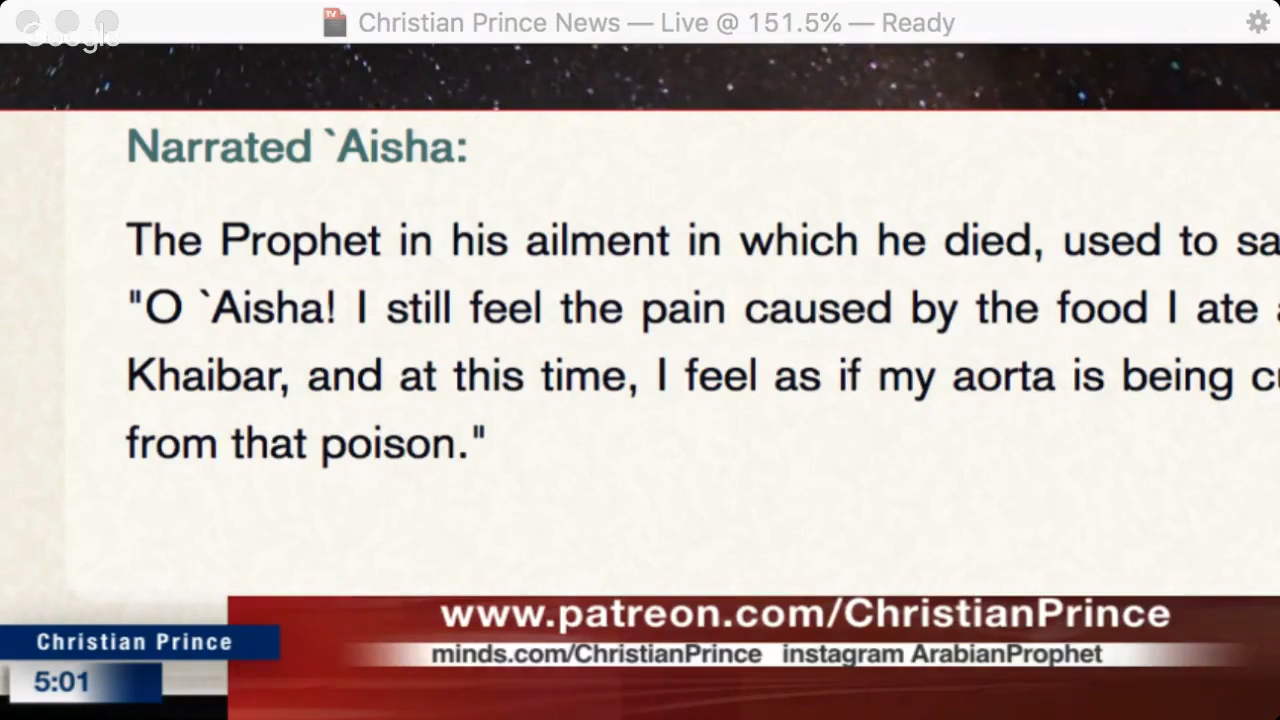 Christian Prince News — Live @ 151.5% — Ready
Google
Narrated `Aisha:
The Prophet in his ailment in which he died, used to sa
"O `Aisha! I still feel the pain caused by the food I ate
Khaibar, and at this time, I feel as if my aorta is being cu
from that poison."
www.patreon.com/ChristianPrince
Christian Prince
minds.com/ChristianPrince instagram ArabianProphet
5:01